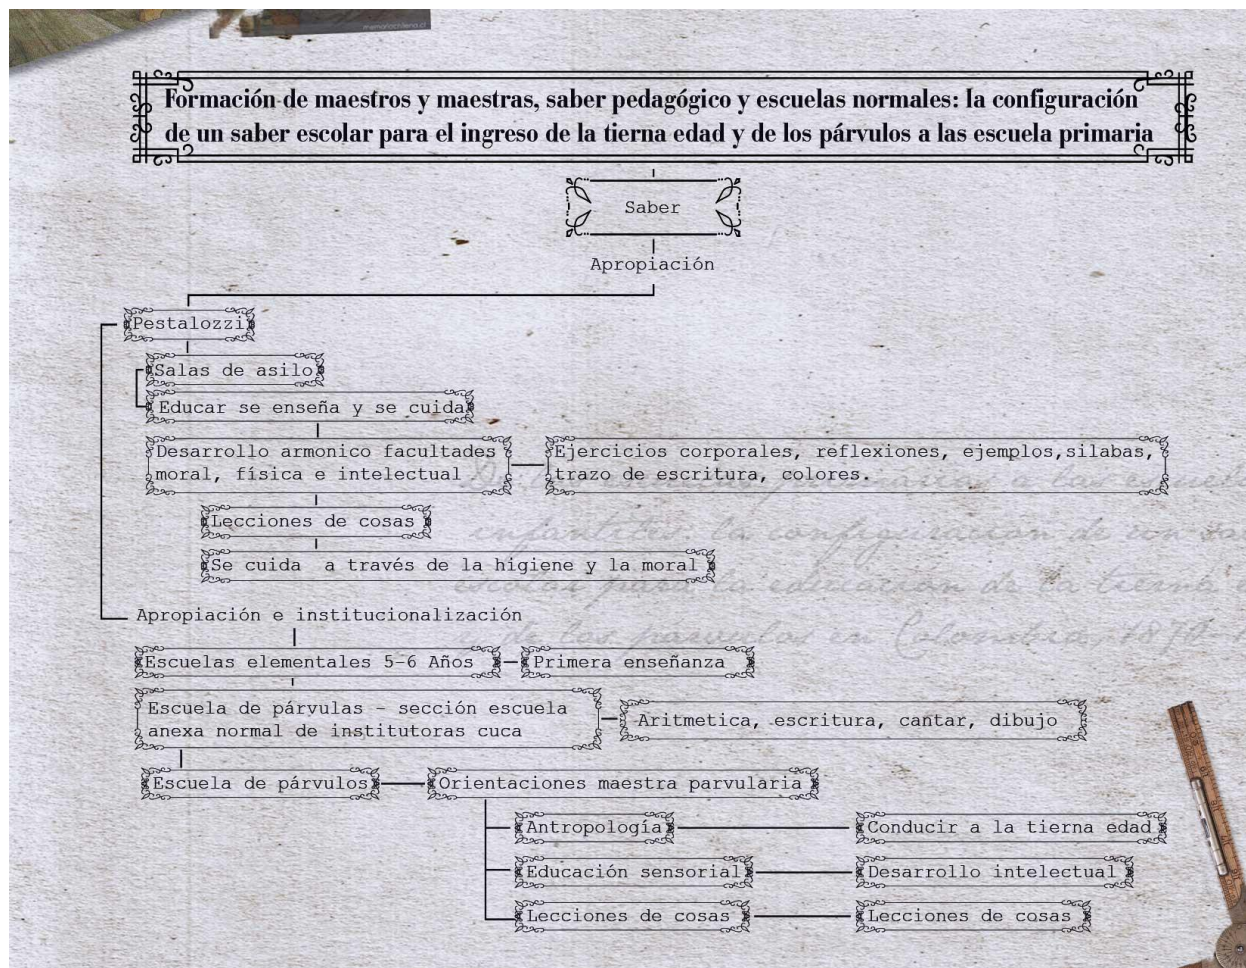 memoriachilena.cl
Formación de maestros y maestras, saber pedagógico y escuelas normales: la configuración
de un saber escolar para el ingreso de la tierna edad y de los párvulos a las escuela primaria
Saber
Apropiación
Pestalozzi
Salas de asilo
Educar se enseña y se cuida
Desarrollo armonico facultades
moral, física e intelectual
Ejercicios corporales, reflexiones, ejemplos,silabas,
trazo de escritura, colores.
Lecciones de cosas
Se cuida a través de la higiene y la moral
Apropiación e institucionalización
Escuelas elementales 5-6 Años
Primera enseñanza
Escuela de párvulas - sección escuela
anexa normal de institutoras cuca
Aritmetica, escritura, cantar, dibujo
Escuela de párvulos
Orientaciones maestra parvularia
Antropología
Conducir a la tierna edad
Educación sensorial
Desarrollo intelectual
Lecciones de cosas
Lecciones de cosas